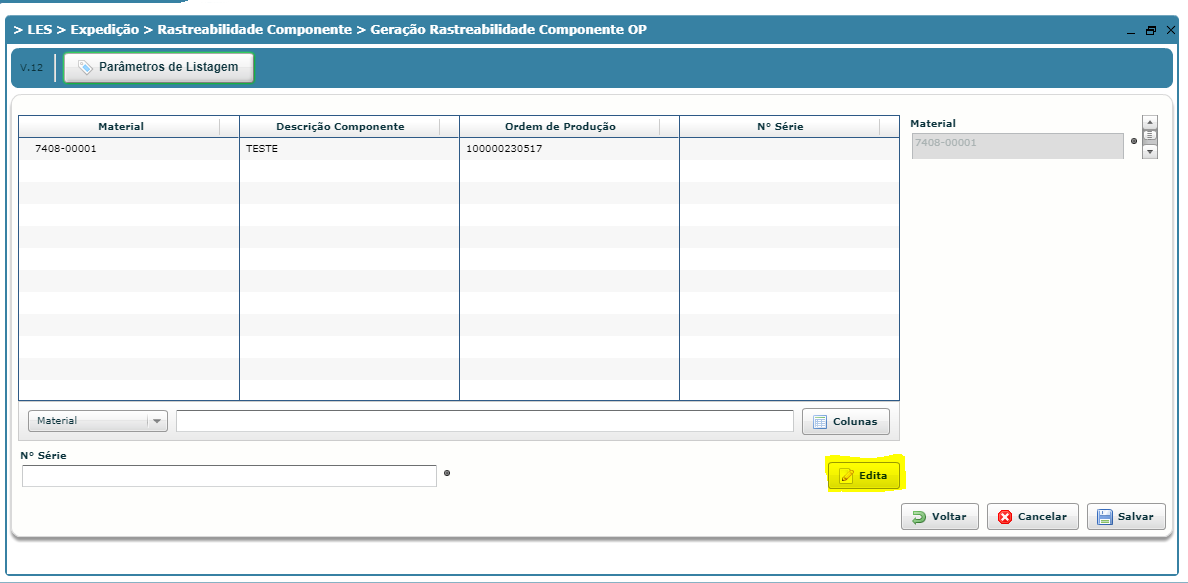 > LES > Expedição > Rastreabilidade Componente > Geração Rastreabilidade Componente OP
V.12 Parâmetros de Listagem
Material Descrição Componente Ordem de Produção Nº Série
7408-00001 TESTE 100000230517
Material
7408-00001
Material Colunas
Nº Série
Edita
Voltar Cancelar Salvar